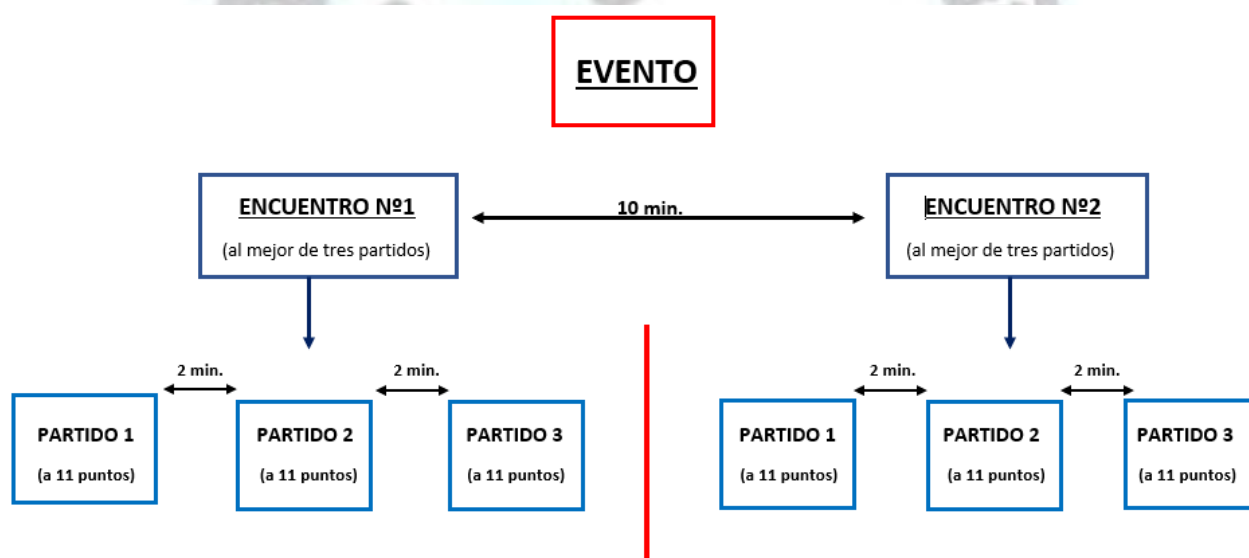 EVENTO
ENCUENTRO Nº1
(al mejor de tres partidos)
10 min.
ENCUENTRO Nº2
(al mejor de tres partidos)
2 min.
2 min.
2 min.
2 min.
PARTIDO 1
(a 11 puntos)
PARTIDO 2
(a 11 puntos)
PARTIDO 3
(a 11 puntos)
PARTIDO 1
(a 11 puntos)
PARTIDO 2
(a 11 puntos)
PARTIDO 3
(a 11 puntos)